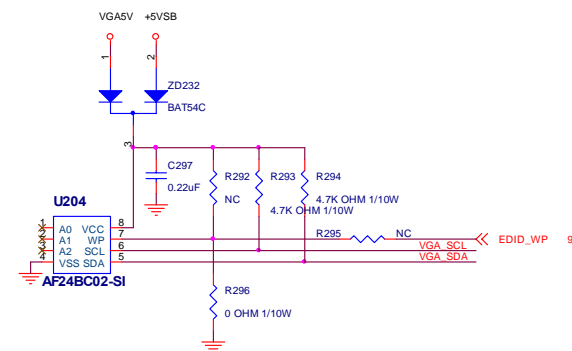 VGA5V +5VSB
1 2
ZD232
BAT54C
3
C297
0.22uF
R292
NC
R293
4.7K OHM 1/10W
R294
4.7K OHM 1/10W
U204
1 A0 VCC 8
2 A1 WP 7
3 A2 SCL 6
4 VSS SDA 5
AF24BC02-SI
R295 NC
EDID_WP 9
VGA_SCL
VGA_SDA
R296
0 OHM 1/10W